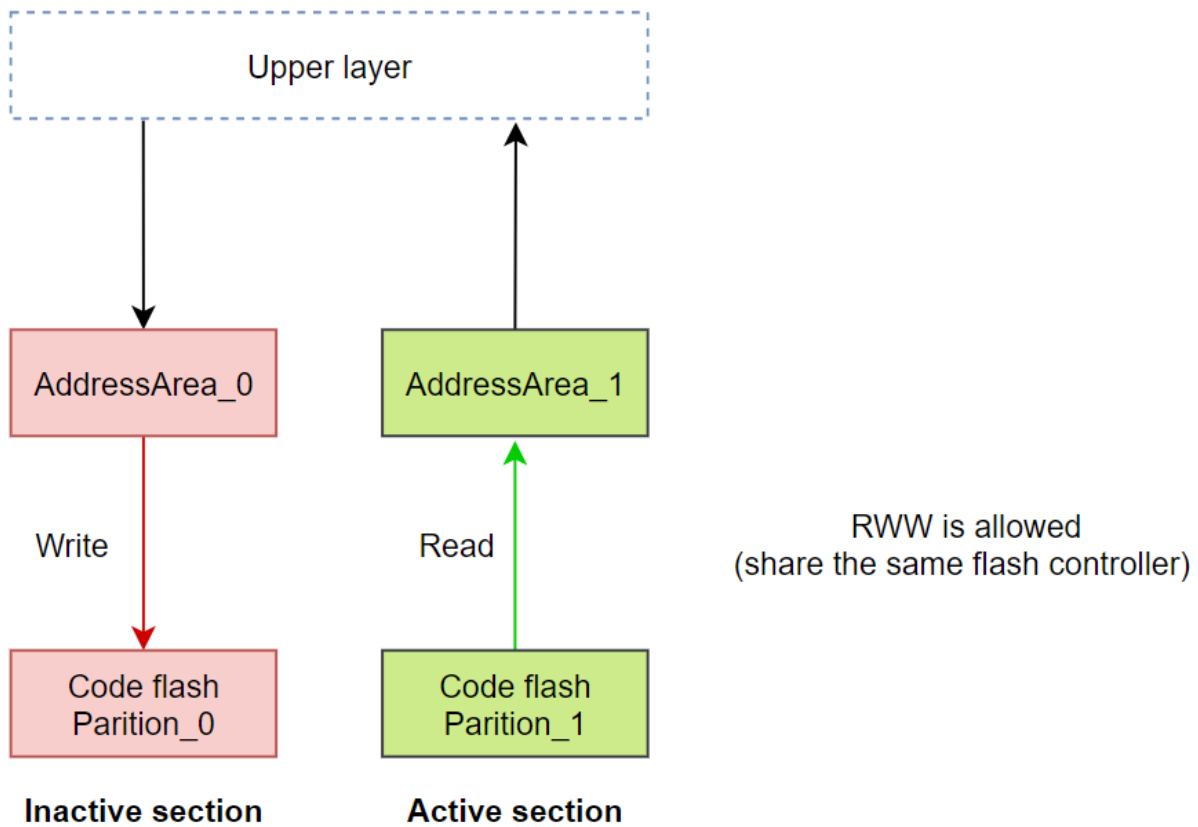 Upper layer
AddressArea_0
AddressArea_1
Write
Read
RWW is allowed
(share the same flash controller)
Code flash
Parition_0
Code flash
Parition_1
Inactive section
Active section